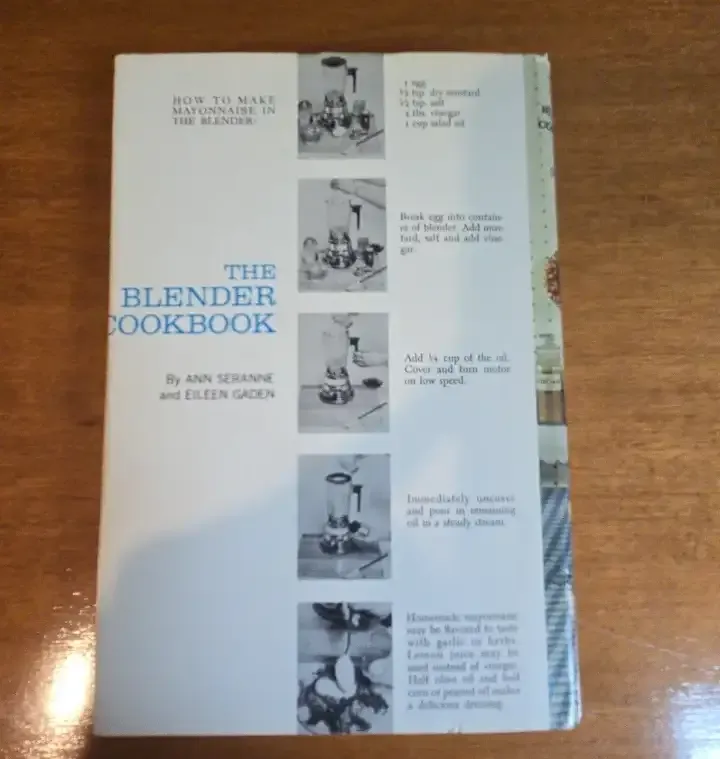 HOW TO MAKE
MAYONNAISE IN
THE BLENDER:
1 egg
½ tsp. dry mustard
½ tsp. salt
2 tbs. vinegar
1 cup salad oil
Break egg into contain-
er of blender. Add mus-
tard, salt and add vine-
gar.
THE
BLENDER
COOKBOOK
By ANN SERANNE
and EILEEN GADEN
Add ¼ cup of the oil.
Cover and turn motor
on low speed.
Immediately uncover
and pour in remaining
oil in a steady stream.
Homemade mayonnaise
may be flavored to taste
with garlic or herbs.
Lemon juice may be
used instead of vinegar.
Half olive oil and half
corn or peanut oil makes
a delicious dressing.